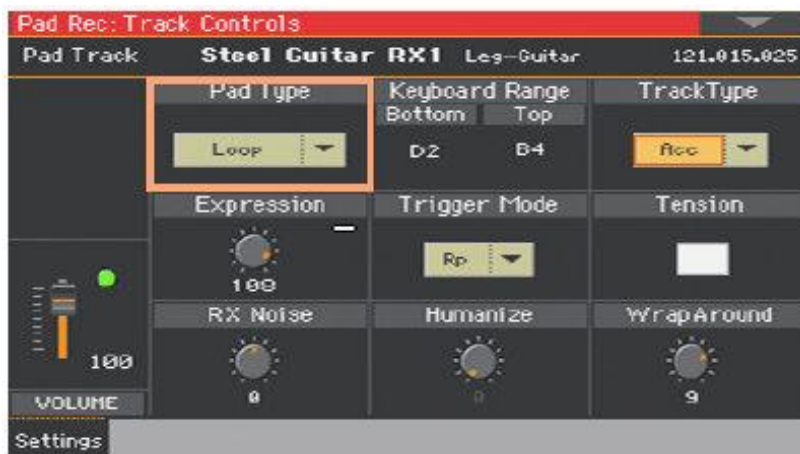 Pad Rec: Track Controls
Pad Track Steel Guitar RX1 Leg-Guitar 121.015.025
Pad Type Keyboard Range TrackType
Bottom Top
Loop D2 B4 Acc
Expression Trigger Mode Tension
Rp
100
RX Noise Humanize WrapAround
100
0 0 9
VOLUME
Settings